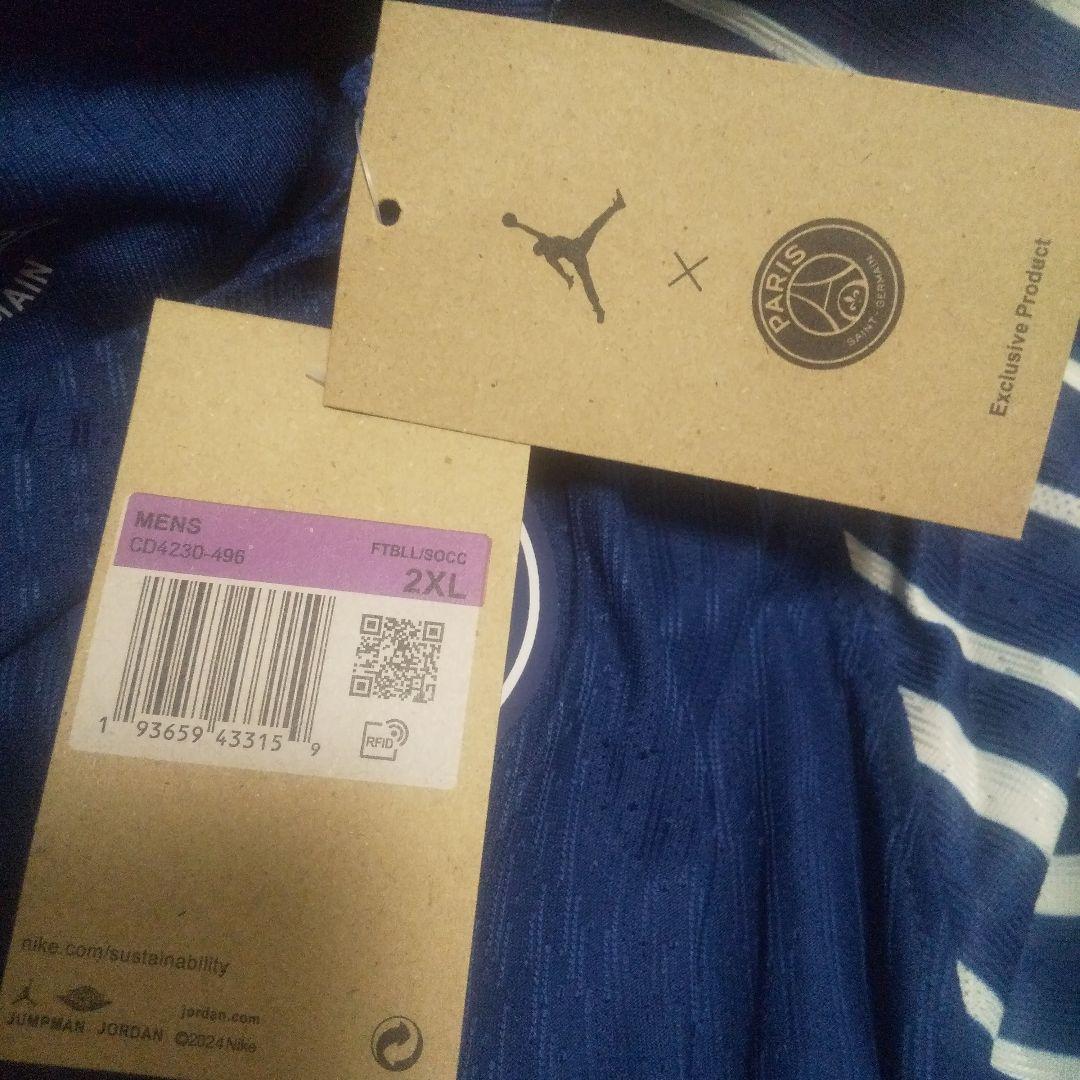 PARIS
SAINT-GERMAIN
Exclusive Product
MAIN
MENS
CD4230-496
FTBLL/SOCC
2XL
1 93659 43315 9
RFID
nike.com/sustainability
jordan.com
JUMPMAN JORDAN ©2024 Nike